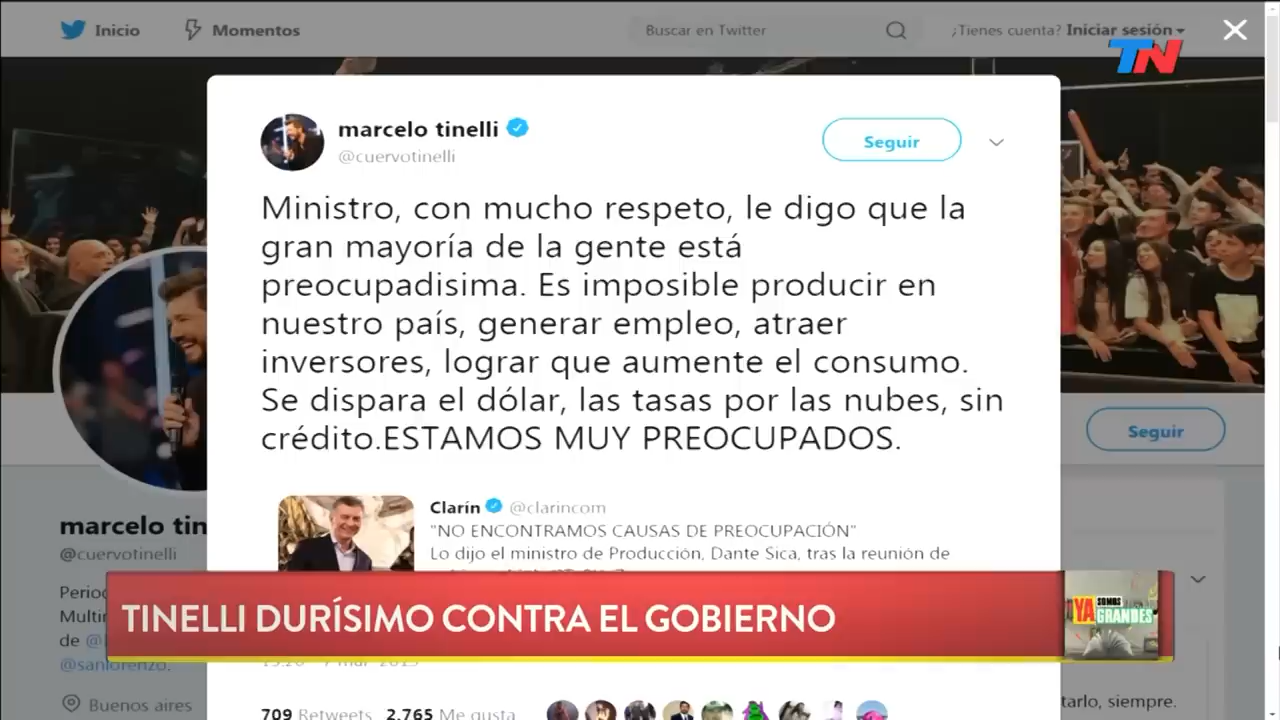 Inicio Momentos Buscar en Twitter ¿Tienes cuenta? Iniciar sesión
TN
marcelo tinelli
@cuervotinelli
Seguir
Ministro, con mucho respeto, le digo que la
gran mayoría de la gente está
preocupadisima. Es imposible producir en
nuestro país, generar empleo, atraer
inversores, lograr que aumente el consumo.
Se dispara el dólar, las tasas por las nubes, sin
crédito.ESTAMOS MUY PREOCUPADOS.
Seguir
Clarín @clarincom
"NO ENCONTRAMOS CAUSAS DE PREOCUPACIÓN"
Lo dijo el ministro de Producción, Dante Sica, tras la reunión de
marcelo tin
@cuervotinelli
Perioc
Multir
de @
@sanlorenzo.
TINELLI DURÍSIMO CONTRA EL GOBIERNO
YA SOMOS GRANDES
Buenos aires
709 Retweets 2.765 Me gusta
tarlo, siempre.